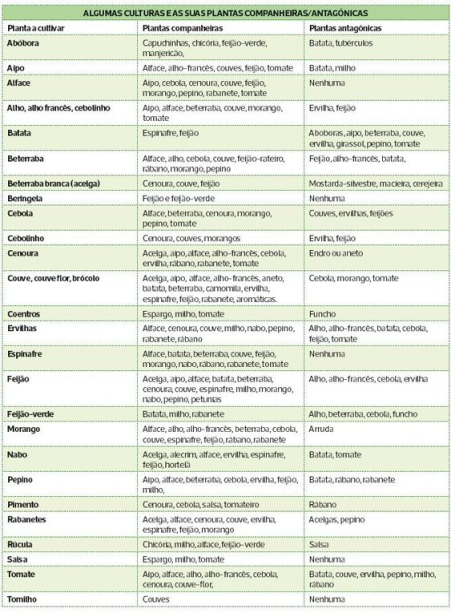 ALGUMAS CULTURAS E AS SUAS PLANTAS COMPANHEIRAS/ANTAGÓNICAS
Planta a cultivar Plantas companheiras Plantas antagónicas
Abóbora Capuchinhas, chicória, feijão-verde, Batata, tubérculos
manjericão,
Aipo Alface, alho-francês, couves, feijão, tomate Batata, milho
Alface Aipo, cebola, cenoura, couve, feijão, Nenhuma
morango, pepino, rabanete, tomate
Alho, alho francês, cebolinho Aipo, alface, beterraba, couve, morango, Ervilha, feijão
tomate
Batata Espinafre, feijão Aboboras, aipo, beterraba, couve,
ervilha, girassol, pepino, tomate
Beterraba Alface, alho, cebola, couve, feijão-rateiro, Feijão, alho-francês, batata,
rábano, morango, pepino
Beterraba branca (acelga) Cenoura, couve, feijão Mostarda-silvestre, macieira, cerejeira
Beringela Feijão e feijão-verde Nenhuma
Cebola Alface, beterraba, cenoura, morango, Couves, ervilhas, feijões
pepino, tomate
Cebolinho Cenoura, couves, morangos Ervilha, feijão
Cenoura Acelga, aipo, alface, alho-francês, cebola, Endro ou aneto
ervilha, rábano, rabanete, tomate
Couve, couve flor, brócolo Acelga, aipo, alface, alho-francês, aneto, Cebola, morango, tomate
batata, beterraba, camomila, ervilha,
espinafre, feijão, rabanete, aromáticas.
Coentros Espargo, milho, tomate Funcho
Ervilhas Alface, cenoura, couve, milho, nabo, pepino, Alho, alho-francês, batata, cebola,
rabanete, rábano feijão, tomate
Espinafre Alface, batata, beterraba, couve, feijão, Nenhuma
morango, nabo, rábano, rabanete, tomate
Feijão Acelga, aipo, alface, batata, beterraba, Alho, alho-francês, cebola, ervilha
cenoura, couve, espinafre, milho, morango,
nabo, pepino, petunias
Feijão-verde Batata, milho, rabanete Alho, beterraba, cebola, funcho
Morango Alface, alho, alho-francês, beterraba, cebola, Arruda
couve, espinafre, feijão, rábano, rabanete
Nabo Acelga, alecrim, alface, ervilha, espinafre, Batata, tomate
feijão, hortelã
Pepino Aipo, alface, beterraba, cebola, ervilha, feijão, Batata, rábano, rabanete
milho,
Pimento Cenoura, cebola, salsa, tomateiro Rábano
Rabanetes Acelga, alface, cenoura, couve, ervilha, Acelgas, pepino
espinafre, feijão, morango
Rúcula Chicória, milho, alface, feijão-verde Salsa
Salsa Espargo, milho, tomate Nenhuma
Tomate Aipo, alface, alho, alho-francês, cebola, Batata, couve, ervilha, pepino, milho,
cenoura, couve-flor, rábano
Tomilho Couves Nenhuma